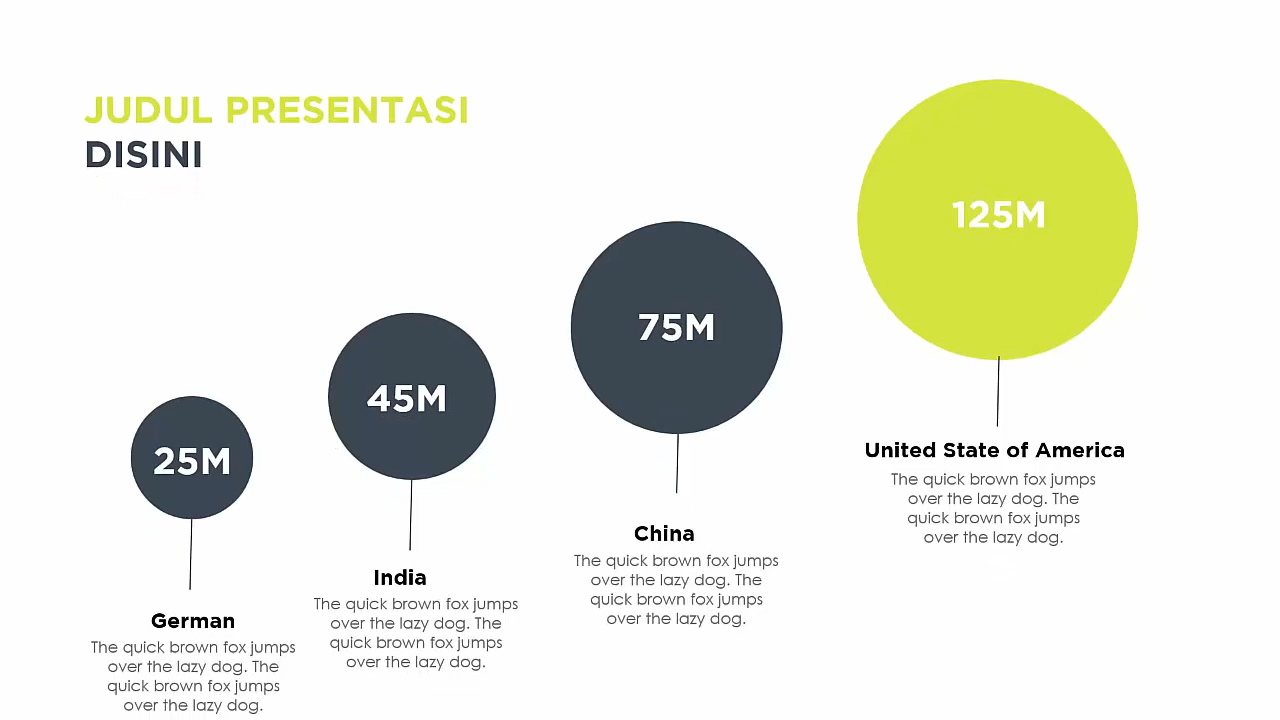 JUDUL PRESENTASI
DISINI
25M
German
The quick brown fox jumps
over the lazy dog. The
quick brown fox jumps
over the lazy dog.
45M
India
The quick brown fox jumps
over the lazy dog. The
quick brown fox jumps
over the lazy dog.
75M
China
The quick brown fox jumps
over the lazy dog. The
quick brown fox jumps
over the lazy dog.
125M
United State of America
The quick brown fox jumps
over the lazy dog. The
quick brown fox jumps
over the lazy dog.